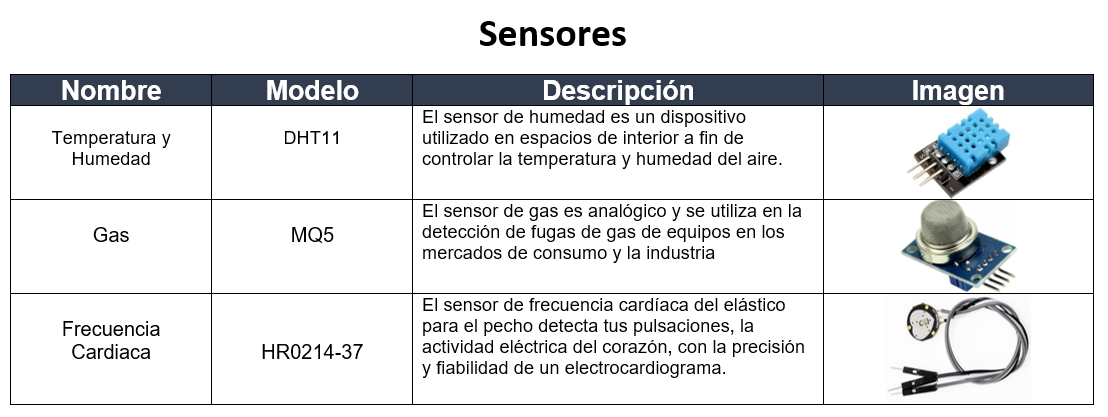 Sensores
Nombre Modelo Descripción Imagen
Temperatura y
Humedad
DHT11
El sensor de humedad es un dispositivo
utilizado en espacios de interior a fin de
controlar la temperatura y humedad del aire.
Gas
MQ5
El sensor de gas es analógico y se utiliza en la
detección de fugas de gas de equipos en los
mercados de consumo y la industria
Frecuencia
Cardiaca
HR0214-37
El sensor de frecuencia cardíaca del elástico
para el pecho detecta tus pulsaciones, la
actividad eléctrica del corazón, con la precisión
y fiabilidad de un electrocardiograma.